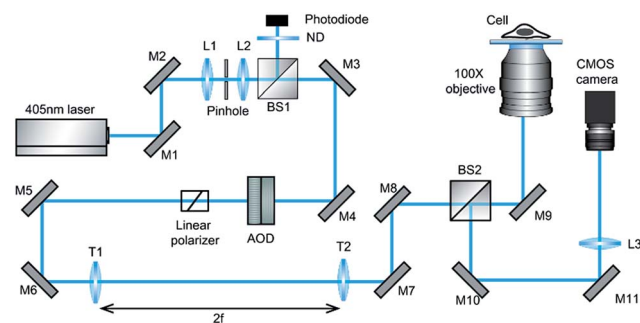 Photodiode
ND
Cell
CMOS
camera
M2
L1
L2
M3
100X
objective
Pinhole
BS1
405nm laser
M1
M5
M8
BS2
M4
M9
Linear
polarizer
AOD
T1
T2
L3
M6
M7
M10
M11
2f